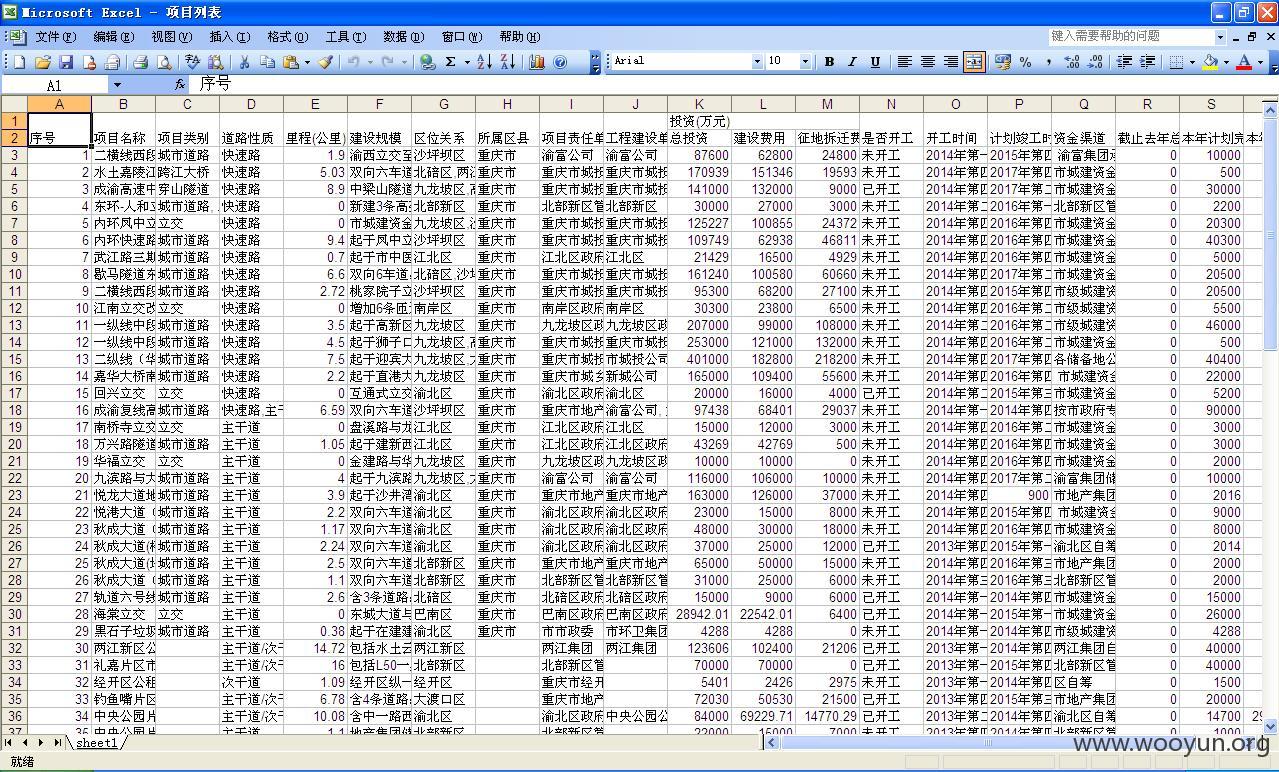 Microsoft Excel - 项目列表
文件(F) 编辑(E) 视图(V) 插入(I) 格式(O) 工具(T) 数据(D) 窗口(W) 帮助(H) 键入需要帮助的问题
Arial 10 B I U
A1 fx 序号
A B C D E F G H I J K L M N O P Q R S
1 投资(万元)
2 序号 项目名称 项目类别 道路性质 里程(公里) 建设规模 区位关系 所属区县 项目责任单 工程建设单 总投资 建设费用 征地拆迁费 是否开工 开工时间 计划竣工时 资金渠道 截止去年总 本年计划完
3 1 二横线西段 城市道路 快速路 1.9 渝西立交至 沙坪坝区 重庆市 渝富公司 渝富公司 87600 62800 24800 未开工 2014年第一 2015年第四 渝富集团 0 10000
4 2 水土嘉陵江 跨江大桥 快速路 5.03 双向六车道 北碚区,两江 重庆市 重庆市城投 重庆市城投 170939 151346 19593 未开工 2014年第二 2017年第四 市城建资金 0 500
5 3 成渝高速中 穿山隧道 快速路 8.9 中梁山隧道 九龙坡区,高 重庆市 重庆市城投 重庆市城投 141000 132000 9000 已开工 2014年第二 2017年第四 市城建资金 0 30000
6 4 东环-人和立 城市道路, 快速路 0 新建3条高 北部新区 重庆市 北部新区管 北部新区 30000 27000 3000 未开工 2014年第二 2016年第一 北部新区管 0 2200
7 5 内环凤中立 立交 快速路 0 市城建资金 九龙坡区,沙 重庆市 重庆市城投 重庆市城投 125227 100855 24372 未开工 2014年第二 2016年第四 市城建资金 0 20300
8 6 内环快速路 城市道路 快速路 9.4 起于凤中立 沙坪坝区 重庆市 重庆市城投 重庆市城投 109749 62938 46811 未开工 2014年第四 2016年第四 市城建资金 0 40300
9 7 武江路三期 城市道路 快速路 0.7 起于市中医 江北区 重庆市 江北区政府 江北区 21429 16500 4929 未开工 2014年第四 2016年第四 市城建资金 0 5000
10 8 歇马隧道东 城市道路 快速路 6.6 双向6车道, 北碚区,沙坪 重庆市 重庆市城投 重庆市城投 161240 100580 60660 未开工 2014年第四 2017年第二 市城建资金 0 20500
11 9 二横线西段 城市道路 快速路 2.72 桃家院子立 沙坪坝区 重庆市 重庆市城投 重庆市城投 95300 68200 27100 未开工 2014年第四 2015年第四 市级城建资 0 20500
12 10 江南立交改 立交 快速路 0 增加6条匝 南岸区 重庆市 南岸区政府 南岸区 30300 23800 6500 未开工 2014年第二 2016年第二 市级城建资 0 5500
13 11 一纵线中段 城市道路 快速路 3.5 起于高新区 九龙坡区 重庆市 九龙坡区政 九龙坡区政 207000 99000 108000 未开工 2014年第二 2016年第二 市级城建资 0 46000
14 12 一纵线中段 城市道路 快速路 4.5 起于狮子口 九龙坡区,高 重庆市 重庆市城投 重庆市城投 253000 121000 132000 未开工 2014年第四 2016年第二 市级城建资 0 500
15 13 二纵线(华 城市道路 快速路 7.5 起于迎宾大 九龙坡区 重庆市 重庆市城投 市城投公司 401000 182800 218200 未开工 2014年第四 2017年第四 各储备地公 0 40400
16 14 嘉华大桥南 城市道路 快速路 2.2 起于直港大 九龙坡区 重庆市 重庆市城乡 新城公司 165000 109400 55600 未开工 2014年第四 2016年第四 市城建资 0 22000
17 15 回兴立交 立交 快速路 0 互通式立交 渝北区 重庆市 渝北区政府 渝北区 20000 16000 4000 已开工 2014年第二 2015年第三 市城建资金 0 5200
18 16 成渝复线高 城市道路 快速路,主干 6.59 双向六车道 沙坪坝区 重庆市 重庆市地产 渝富公司, 97438 68401 29037 未开工 2014年第一 2014年第四 按市政府专 0 90000
19 17 南桥寺立交 立交 主干道 0 盘溪路与龙 江北区 重庆市 江北区政府 江北区 15000 12000 3000 未开工 2014年第二 2016年第二 市城建资金 0 3000
20 18 万兴路隧道 城市道路 主干道 1.05 起于建新西 江北区 重庆市 江北区政府 江北区政府 43269 42769 500 未开工 2014年第四 2016年第二 市城建资金 0 3000
21 19 华福立交 立交 主干道 0 金建路与华 九龙坡区 重庆市 九龙坡区政 九龙坡区政 10000 10000 0 未开工 2014年第四 2016年第一 市城建资金 0 2000
22 20 九滨路与大 城市道路 主干道 4 起于九滨路 九龙坡区,大 重庆市 渝富公司 渝富公司 116000 106000 10000 未开工 2014年第四 2017年第二 渝富集团储 0 10000
23 21 悦龙大道地 城市道路 主干道 3.9 起于沙井湾 渝北区 重庆市 重庆市地产 重庆市地产 163000 126000 37000 未开工 2014年第四 900 市地产集团 0 2016
24 22 悦港大道( 城市道路 主干道 2.2 双向六车道 渝北区 重庆市 渝北区政府 重庆市地产 23000 15000 8000 未开工 2014年第二 2015年第四 市城建资 0 9000
25 23 秋成大道( 城市道路 主干道 1.17 双向六车道 渝北区 重庆市 渝北区政府 重庆市地产 48000 30000 18000 未开工 2014年第四 2016年第四 市城建资金 0 8000
26 24 秋成大道(机 城市道路 主干道 2.24 双向六车道 渝北区 重庆市 渝北区政府 渝北区政府 37000 25000 12000 已开工 2013年第四 2015年第一 渝北区自筹 0 2014
27 25 秋成大道(出 城市道路 主干道 2.5 双向六车道 北部新区 重庆市 渝北区政府 重庆市地产 65000 50000 15000 未开工 2013年第四 2015年第四 市地产集团 0 2000
28 26 秋成大道( 城市道路 主干道 1.1 双向六车道 北部新区 重庆市 北部新区管 北部新区管 31000 25000 6000 未开工 2014年第三 2015年第三 市城建资金 0 2000
29 27 轨道六号线 城市道路 主干道 2.6 含3条道路 北碚区 重庆市 北碚区政府 北碚区政府 15000 9000 6000 已开工 2013年第一 2014年第三 市城建资金 0 1000
30 28 海棠立交 立交 主干道 0 东城大道与 巴南区 重庆市 巴南区政府 巴南区政府 28942.01 22542.01 6400 已开工 2014年第一 2015年第一 市城建资金 0 26000
31 29 黑石子垃圾 城市道路 主干道 0.38 起于在建建 渝北区 重庆市 市市政委 市环卫集团 4288 4288 0 未开工 2014年第一 2014年第四 市级城建资 0 4288
32 30 两江新区公 主干道/次干 14.72 包括水土云 两江新区 两江集团 两江集团 123606 102400 21206 已开工 2013年第一 2014年第四 两江集团自 0 40000
33 31 礼嘉片区市 主干道 16 包括L50一 北部新区 北部新区管 70000 70000 0 已开工 2013年第一 2015年第一 北部新区管 0 40000
34 32 经开区公租 次干道 1.09 经开区纵一 经开区 重庆市经开 5401 2426 2975 未开工 2014年第一 2014年第四 区自筹 0 1500
35 33 钓鱼嘴片区 主干道/次干 6.78 含4条道路, 大渡口区 重庆市地产 72030 50530 21500 已开工 2013年第四 2015年第三 市地产集团 0 20000
36 34 中央公园片 主干道/次干 10.08 含中一路西 渝北区 渝北区政府 中央公园公 84000 69229.71 14770.29 已开工 2013年第四 2015年第四 渝北区自筹 0 14700
37 35 中央公园片 主干道 1.1 地产集团储 22000 15000 7000 0 1000
sheet1
就绪
www.wooyun.org